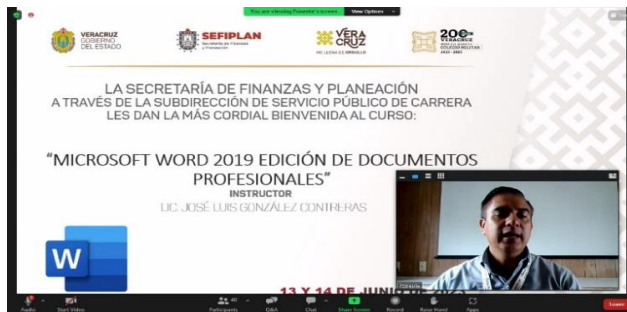 You are viewing Presenter's screen
View Options
VERACRUZ
GOBIERNO
DEL ESTADO
SEFIPLAN
Secretaría de Finanzas
y Planeación
VERA
CRUZ
ME LLENA DE ORGULLO
200
VERACRUZ
LA SECRETARÍA DE FINANZAS Y PLANEACIÓN
A TRAVÉS DE LA SUBDIRECCIÓN DE SERVICIO PÚBLICO DE CARRERA
LES DAN LA MÁS CORDIAL BIENVENIDA AL CURSO:
“MICROSOFT WORD 2019 EDICIÓN DE DOCUMENTOS
PROFESIONALES”
INSTRUCTOR
LIC. JOSÉ LUIS GONZÁLEZ CONTRERAS
W
13 Y 14 DE JUNIO DE 2023
Audio
Start Video
Participants
40
Q&A
Chat
Share Screen
Record
Raise Hand
Apps
Leave